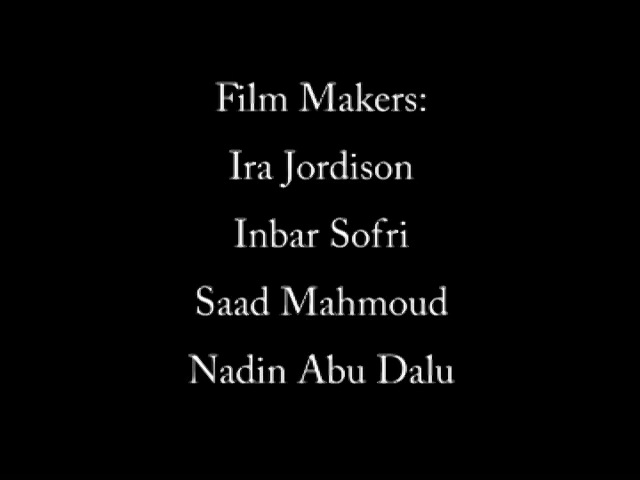 Film Makers:
Ira Jordison
Inbar Sofri
Saad Mahmoud
Nadin Abu Dalu